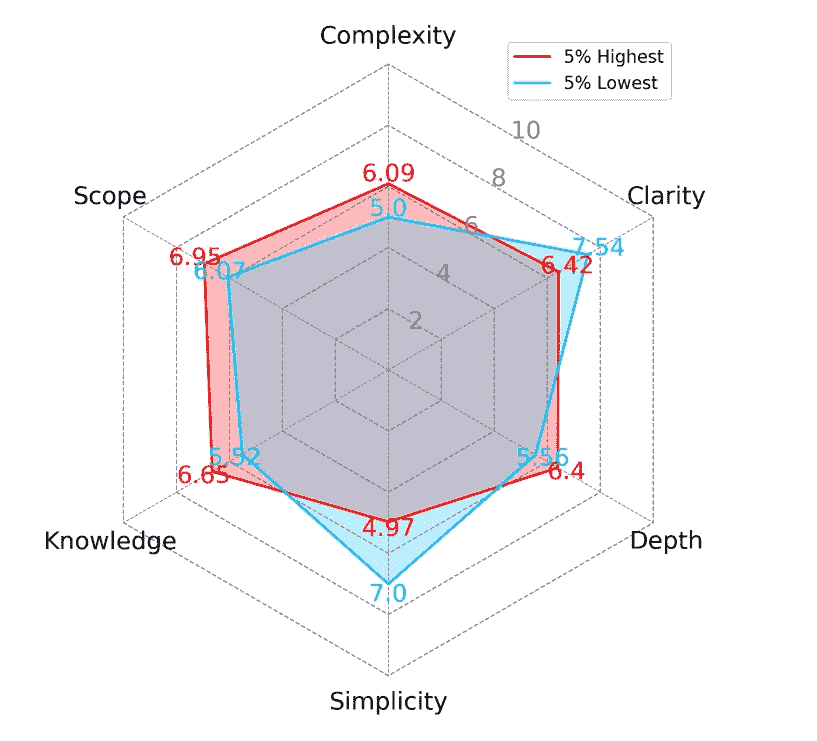 Complexity
5% Highest
5% Lowest
10
8
6
4
2
Scope
Clarity
6.09
5.0
7.54
6.42
6.95
6.07
5.52
6.65
5.56
6.4
4.97
7.0
Knowledge
Depth
Simplicity